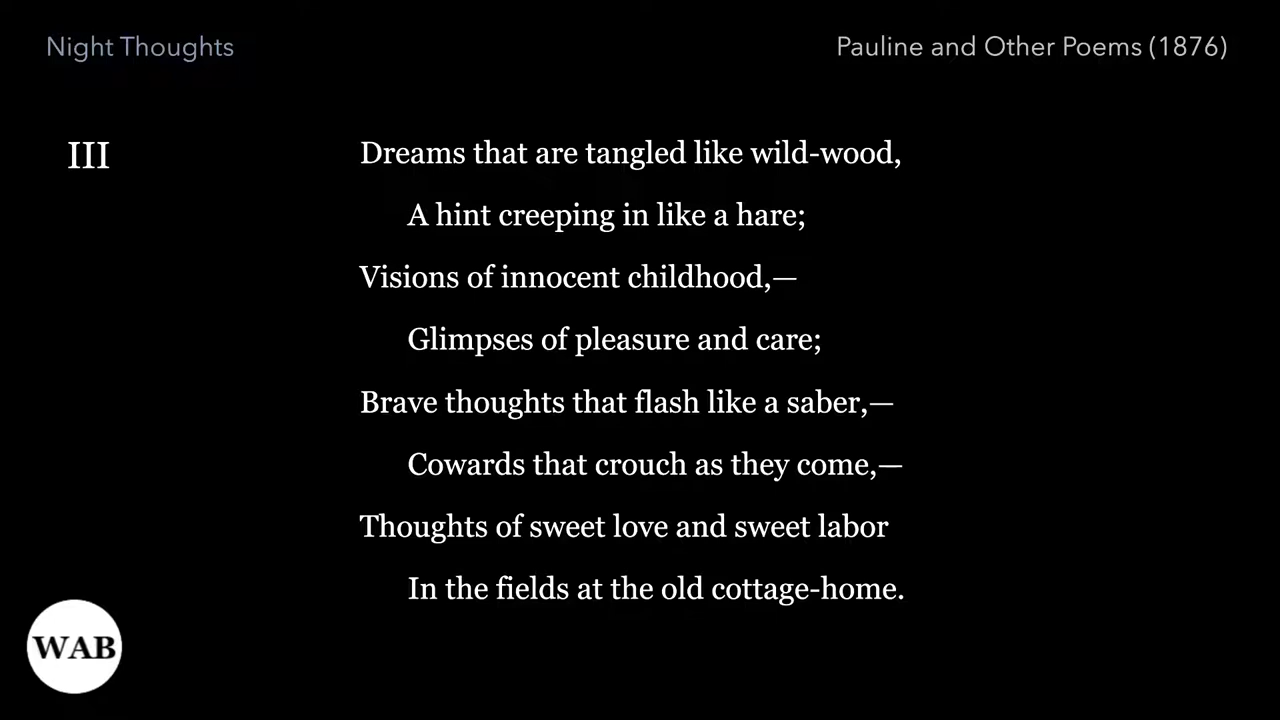 Night Thoughts
Pauline and Other Poems (1876)
III
Dreams that are tangled like wild-wood,
A hint creeping in like a hare;
Visions of innocent childhood,—
Glimpses of pleasure and care;
Brave thoughts that flash like a saber,—
Cowards that crouch as they come,—
Thoughts of sweet love and sweet labor
In the fields at the old cottage-home.
WAB